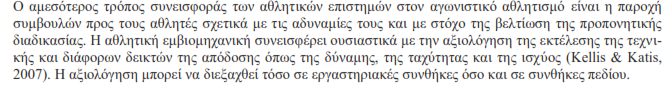 Ο αμεσότερος τρόπος συνεισφοράς των αθλητικών επιστημών στον αγωνιστικό αθλητισμό είναι η παροχή
συμβουλών προς τους αθλητές σχετικά με τις αδυναμίες τους και με στόχο της βελτίωση της προπονητικής
διαδικασίας. Η αθλητική εμβιομηχανική συνεισφέρει ουσιαστικά με την αξιολόγηση της εκτέλεσης της τεχνι-
κής και διάφορων δεικτών της απόδοσης όπως της δύναμης, της ταχύτητας και της ισχύος (Kellis & Katis,
2007). Η αξιολόγηση μπορεί να διεξαχθεί τόσο σε εργαστηριακές συνθήκες όσο και σε συνθήκες πεδίου.